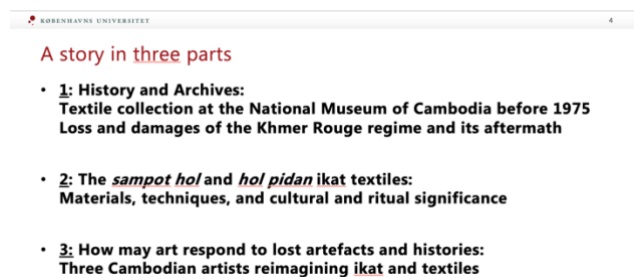 KØBENHAVNS UNIVERSITET
4
A story in three parts
• 1: History and Archives:
Textile collection at the National Museum of Cambodia before 1975
Loss and damages of the Khmer Rouge regime and its aftermath
• 2: The sampot hol and hol pidan ikat textiles:
Materials, techniques, and cultural and ritual significance
• 3: How may art respond to lost artefacts and histories:
Three Cambodian artists reimagining ikat and textiles